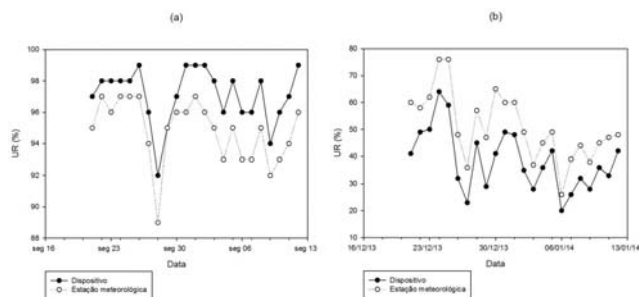 (a)
(b)
100
98
96
94
92
90
88
UR (%)
seg 16
seg 23
seg 30
seg 06
seg 13
Data
Dispositivo
Estação meteorológica
80
70
60
50
40
30
20
10
UR (%)
16/12/13
23/12/13
30/12/13
06/01/14
13/01/14
Data
Dispositivo
Estação meteorológica